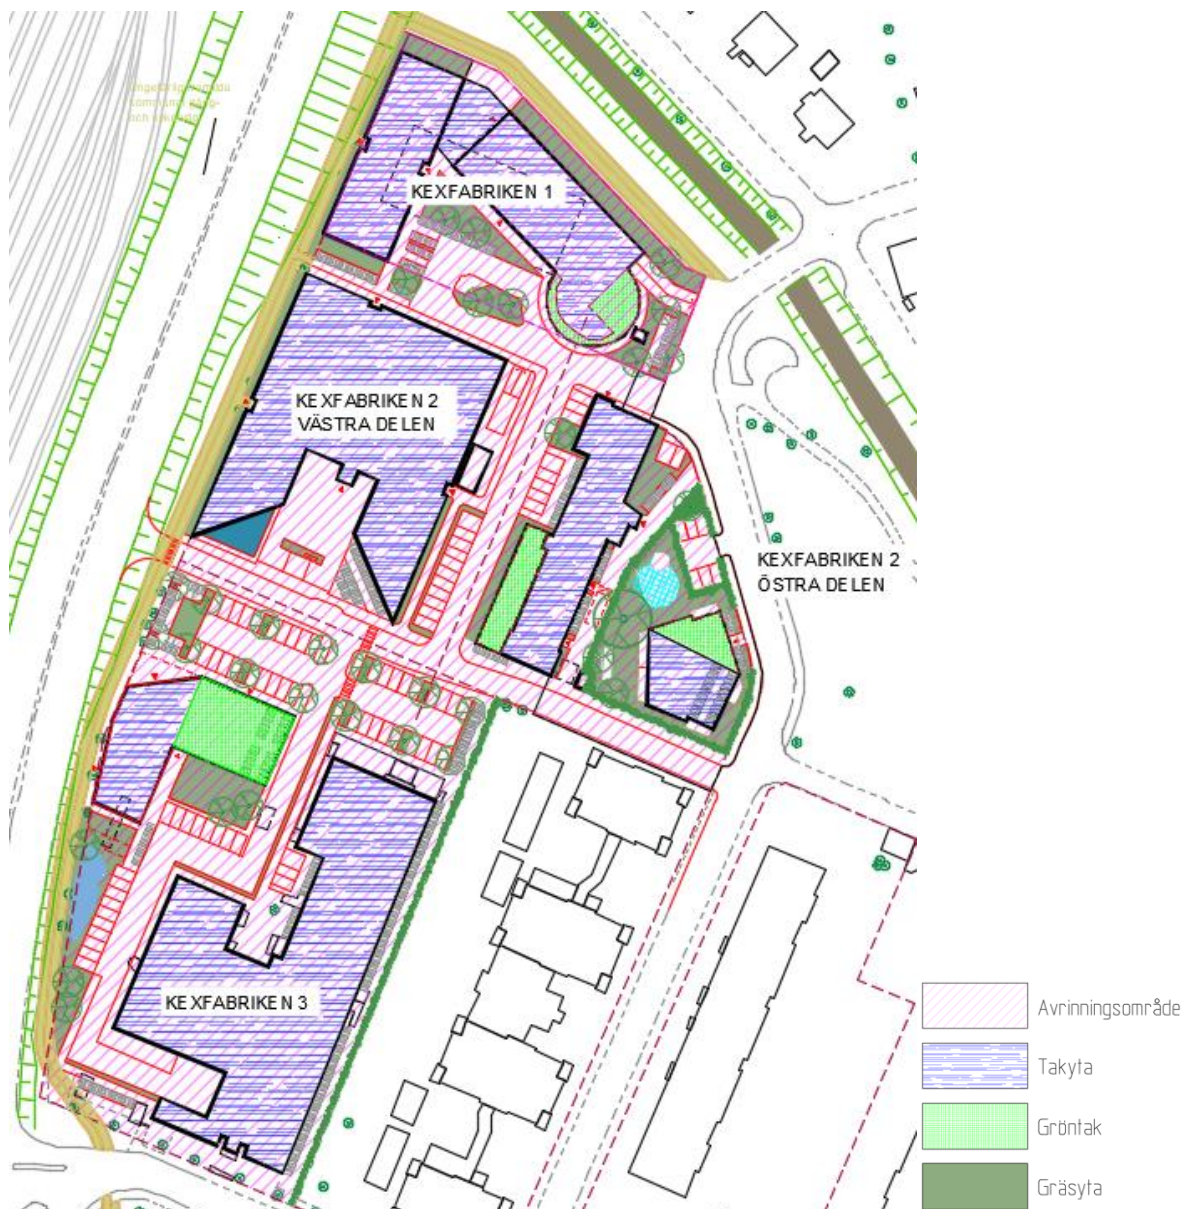 KEXFABRIKEN 1
KEXFABRIKEN 2
VÄSTRA DELEN
KEXFABRIKEN 2
ÖSTRA DELEN
KEXFABRIKEN 3
Avrinningsområde
Takyta
Gröntak
Gräsyta